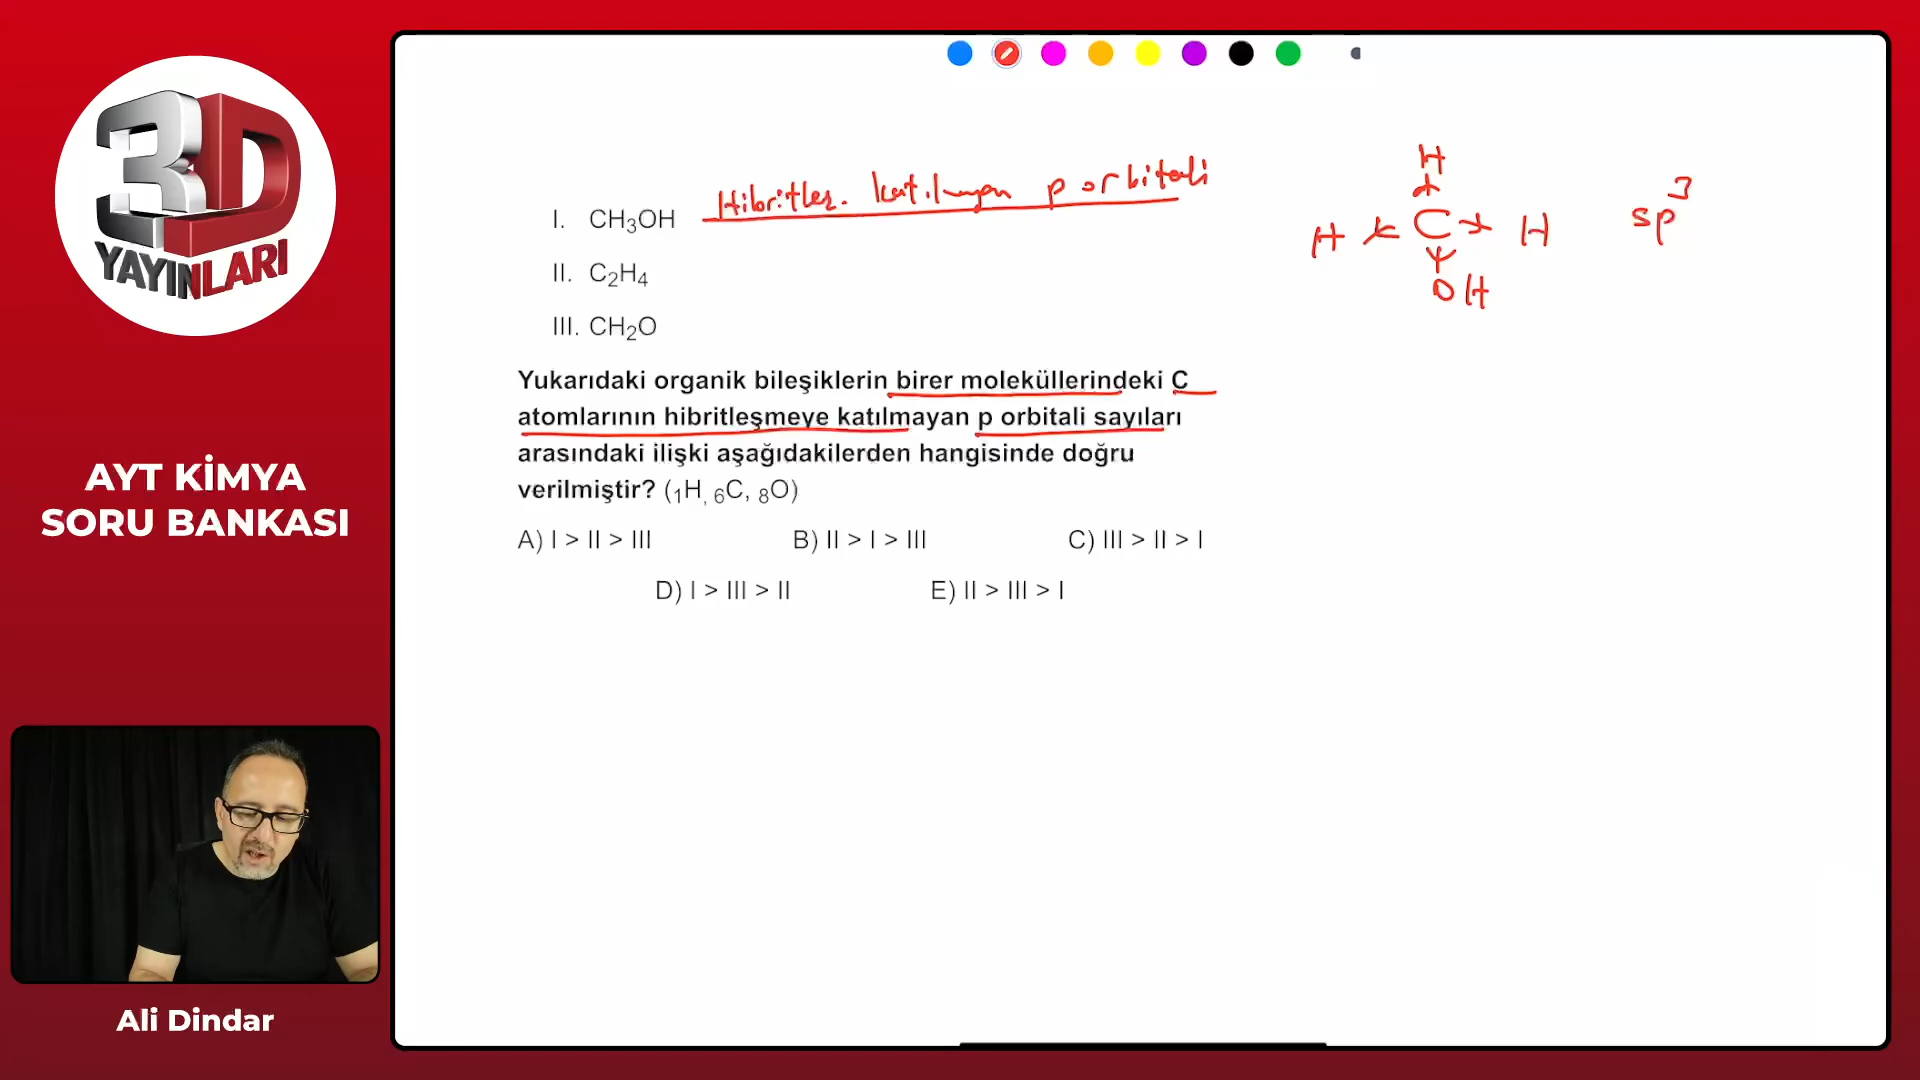 3D
YAYINLARI
AYT KİMYA
SORU BANKASI
Ali Dindar
Hibritleş. katılmayan p orbitali
I. CH₃OH
II. C₂H₄
III. CH₂O
Yukarıdaki organik bileşiklerin birer moleküllerindeki C
atomlarının hibritleşmeye katılmayan p orbitali sayıları
arasındaki ilişki aşağıdakilerden hangisinde doğru
verilmiştir? (₁H, ₆C, ₈O)
A) I > II > III B) II > I > III C) III > II > I
D) I > III > II E) II > III > I
H
H C H sp³
OH